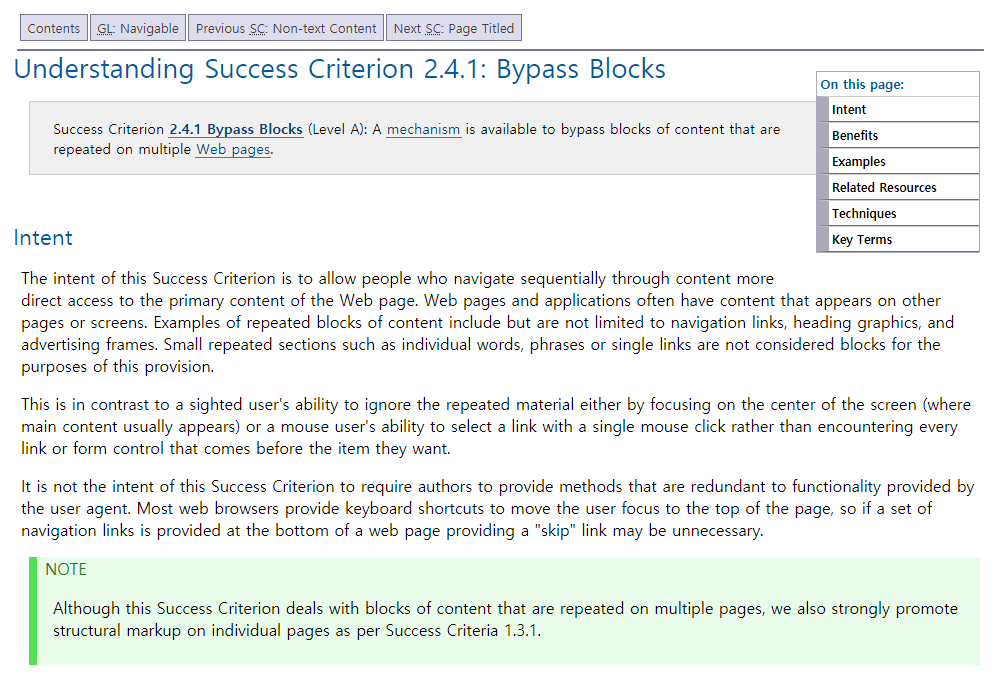 Contents GL: Navigable Previous SC: Non-text Content Next SC: Page Titled
Understanding Success Criterion 2.4.1: Bypass Blocks
On this page:
Intent
Benefits
Examples
Related Resources
Techniques
Key Terms
Success Criterion 2.4.1 Bypass Blocks (Level A): A mechanism is available to bypass blocks of content that are
repeated on multiple Web pages.
Intent
The intent of this Success Criterion is to allow people who navigate sequentially through content more
direct access to the primary content of the Web page. Web pages and applications often have content that appears on other
pages or screens. Examples of repeated blocks of content include but are not limited to navigation links, heading graphics, and
advertising frames. Small repeated sections such as individual words, phrases or single links are not considered blocks for the
purposes of this provision.
This is in contrast to a sighted user's ability to ignore the repeated material either by focusing on the center of the screen (where
main content usually appears) or a mouse user's ability to select a link with a single mouse click rather than encountering every
link or form control that comes before the item they want.
It is not the intent of this Success Criterion to require authors to provide methods that are redundant to functionality provided by
the user agent. Most web browsers provide keyboard shortcuts to move the user focus to the top of the page, so if a set of
navigation links is provided at the bottom of a web page providing a "skip" link may be unnecessary.
NOTE
Although this Success Criterion deals with blocks of content that are repeated on multiple pages, we also strongly promote
structural markup on individual pages as per Success Criteria 1.3.1.